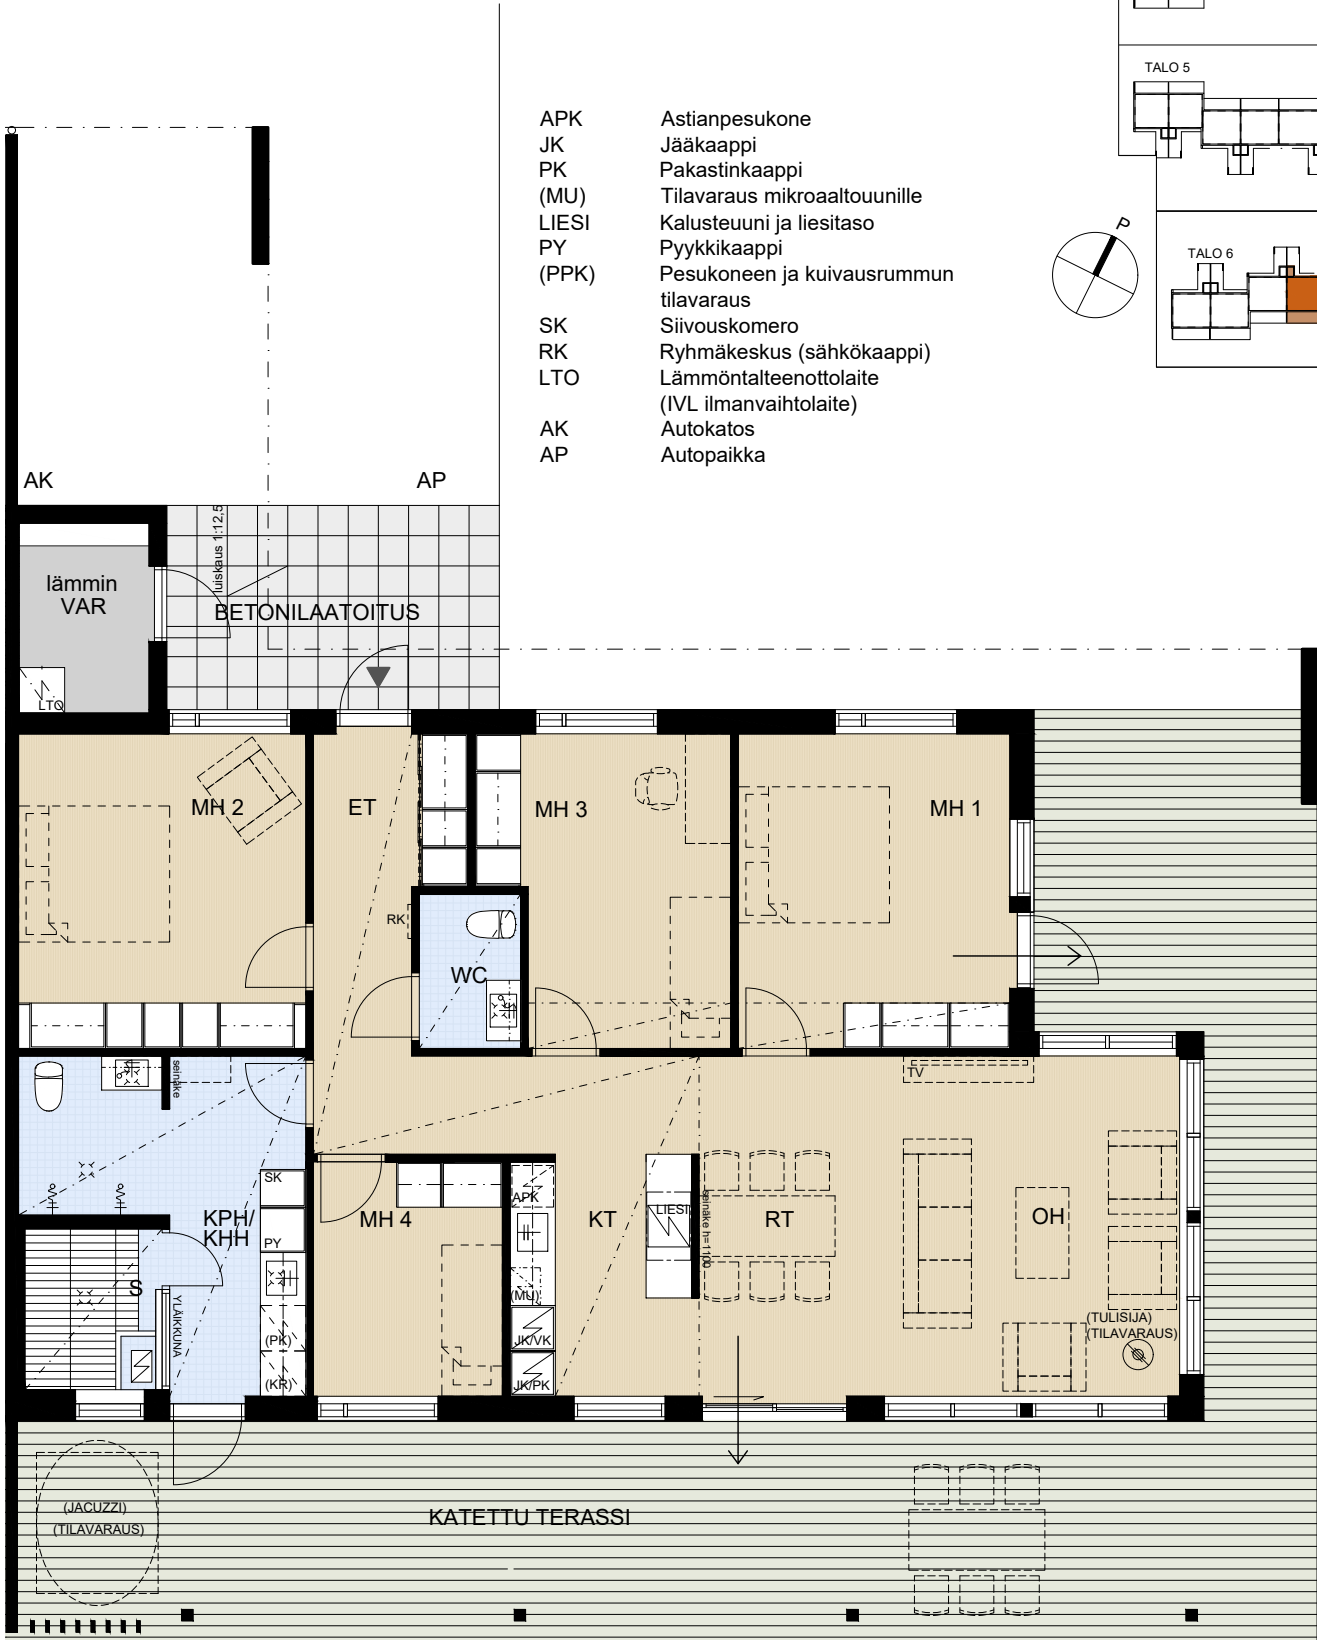 TALO 5
APK Astianpesukone
JK Jääkaappi
PK Pakastinkaappi
(MU) Tilavaraus mikroaaltouunille
LIESI Kalusteuuni ja liesitaso
PY Pyykkikaappi
(PPK) Pesukoneen ja kuivausrummun
tilavaraus
SK Siivouskomero
RK Ryhmäkeskus (sähkökaappi)
LTO Lämmöntalteenottolaite
(IVL ilmanvaihtolaite)
AK Autokatos
AP Autopaikka
P
TALO 6
AK
AP
luiskaus 1:12,5
lämmin
VAR
BETONILAATOITUS
LTO
MH 2
ET
MH 3
MH 1
RK
WC
seinäke
TV
SK
APK
LIESI
seinäke h=1100
KPH/
KHH
MH 4
KT
RT
OH
PY
S
YLÄIKKUNA
(MU)
(PK)
JK/VK
(TULISIJA)
(TILAVARAUS)
(KR)
JK/PK
(JACUZZI)
(TILAVARAUS)
KATETTU TERASSI